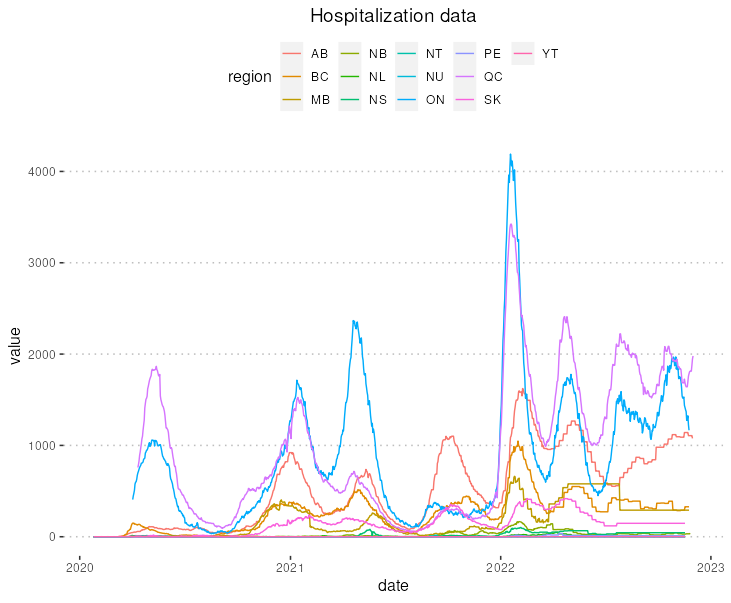 Hospitalization data
region
AB NB NT PE YT
BC NL NU QC
MB NS ON SK
4000
3000
2000
1000
0
value
2020 2021 2022 2023
date